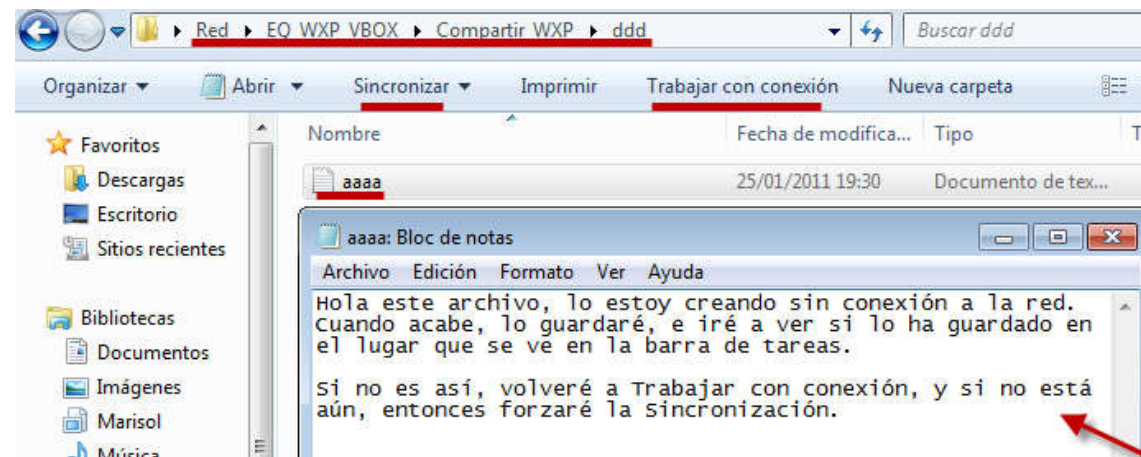 Red ▸ EQ WXP VBOX ▸ Compartir WXP ▸ ddd
Buscar ddd
Organizar Abrir Sincronizar Imprimir Trabajar con conexión Nueva carpeta
Favoritos
Descargas
Escritorio
Sitios recientes
Bibliotecas
Documentos
Imágenes
Marisol
Música
Nombre Fecha de modifica... Tipo T
aaaa 25/01/2011 19:30 Documento de tex...
aaaa: Bloc de notas
Archivo Edición Formato Ver Ayuda
Hola este archivo, lo estoy creando sin conexión a la red.
Cuando acabe, lo guardaré, e iré a ver si lo ha guardado en
el lugar que se ve en la barra de tareas.
Si no es así, volveré a Trabajar con conexión, y si no está
aún, entonces forzaré la Sincronización.